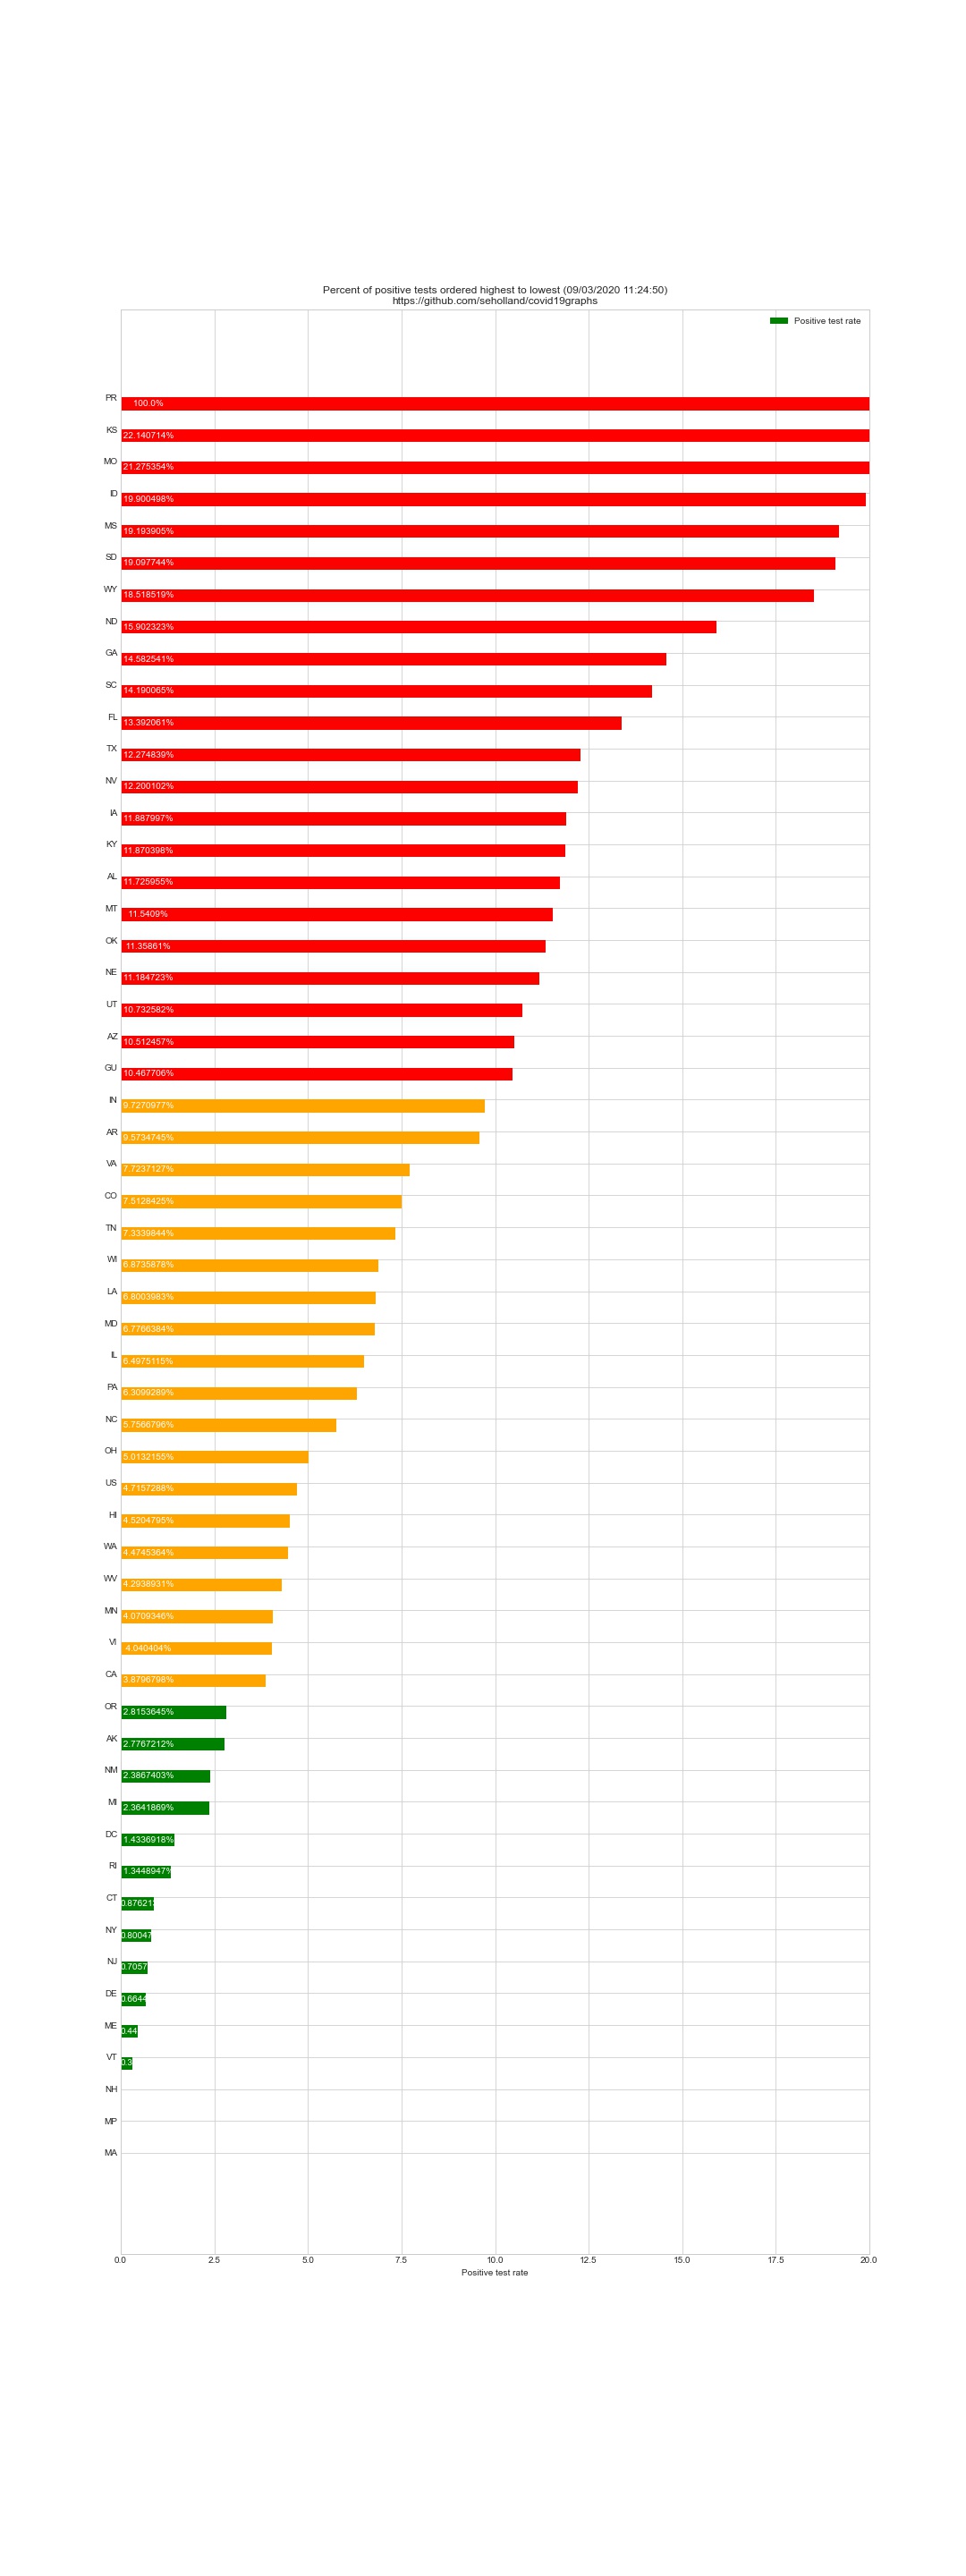 Percent of positive tests ordered highest to lowest (09/03/2020 11:24:50)
https://github.com/seholland/covid19graphs
Positive test rate
PR 100.0%
KS 22.140714%
MO 21.275354%
ID 19.900498%
MS 19.193905%
SD 19.097744%
WY 18.518519%
ND 15.902323%
GA 14.582541%
SC 14.190065%
FL 13.392061%
TX 12.274839%
NV 12.200102%
IA 11.887997%
KY 11.870398%
AL 11.725955%
MT 11.5409%
OK 11.35861%
NE 11.184723%
UT 10.732582%
AZ 10.512457%
GU 10.467706%
IN 9.7270977%
AR 9.5734745%
VA 7.7237127%
CO 7.5128425%
TN 7.3339844%
WI 6.8735878%
LA 6.8003983%
MD 6.7766384%
IL 6.4975115%
PA 6.3099289%
NC 5.7566796%
OH 5.0132155%
US 4.7157288%
HI 4.5204795%
WA 4.4745364%
WV 4.2938931%
MN 4.0709346%
VI 4.040404%
CA 3.8796798%
OR 2.8153645%
AK 2.7767212%
NM 2.3867403%
MI 2.3641869%
DC 1.4336918%
RI 1.3448947%
CT 0.87621
NY 0.80047
NJ 0.7057
DE 0.6644
ME 0.44
VT 0.3
NH
MP
MA
0.0 2.5 5.0 7.5 10.0 12.5 15.0 17.5 20.0
Positive test rate